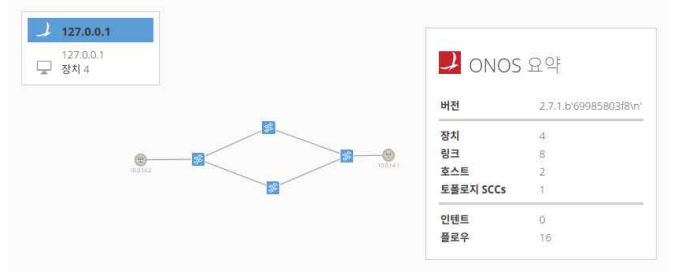 127.0.0.1
127.0.0.1
장치 4
ONOS 요약
버전 2.7.1.b'69985803f8\n'
장치 4
링크 8
호스트 2
토폴로지 SCCs 1
인텐트 0
플로우 16